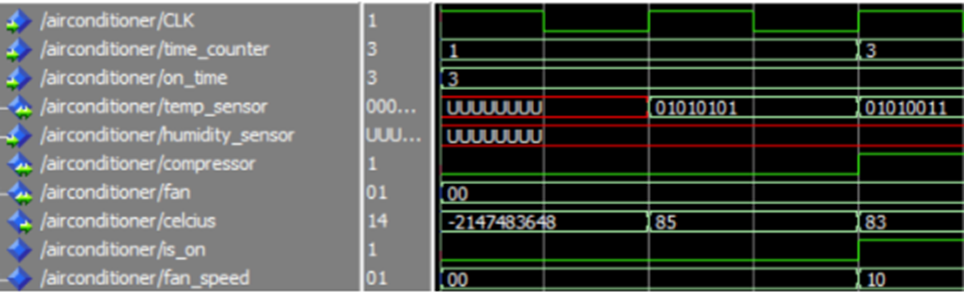 /airconditioner/CLK 1
/airconditioner/time_counter 3 1 3
/airconditioner/on_time 3 3
/airconditioner/temp_sensor 000... UUUUUUUU 01010101 01010011
/airconditioner/humidity_sensor UUU... UUUUUUUU
/airconditioner/compressor 1
/airconditioner/fan 01 00
/airconditioner/celcius 14 -2147483648 85 83
/airconditioner/is_on 1
/airconditioner/fan_speed 01 00 10